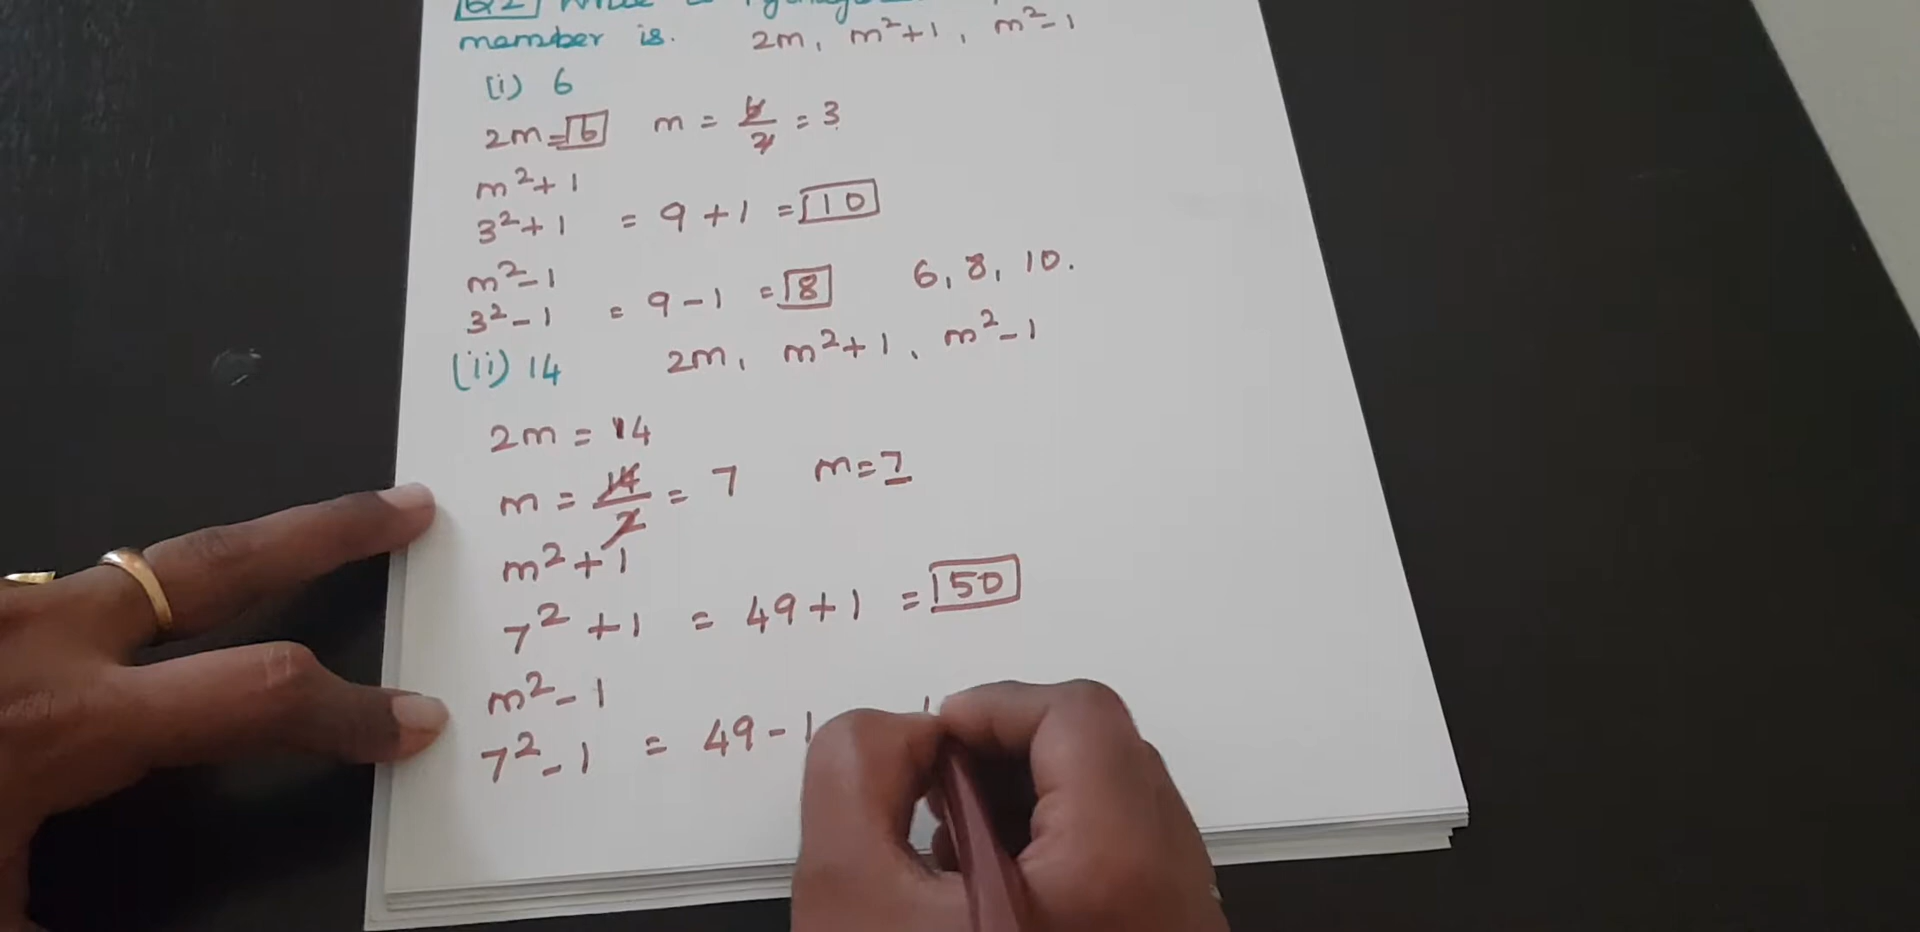 Q2 Write a
member is. 2m, m²+1, m²-1
(i) 6
2m=6 m = 6/2 = 3
m²+1
3²+1 = 9+1 = 10
m²-1
3²-1 = 9-1 = 8 6, 8, 10.
(ii) 14 2m, m²+1, m²-1
2m = 14
m = 14/2 = 7 m=7
m²+1
7²+1 = 49+1 = 50
m²-1
7²-1 = 49-1